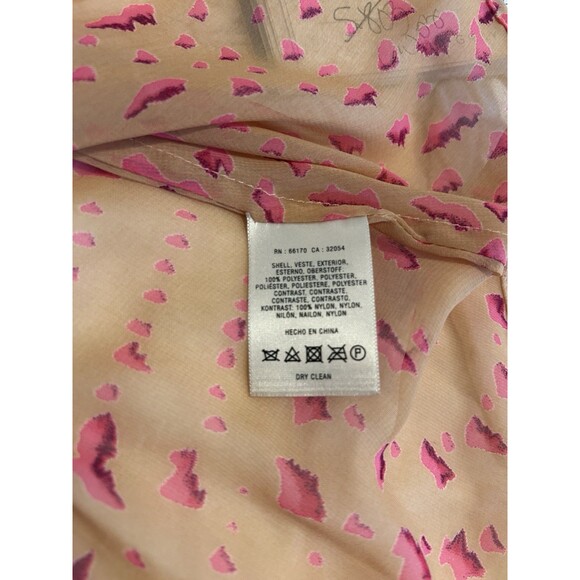 RN : 66170 CA : 32054
SHELL, VESTE, EXTERIOR,
ESTERNO, OBERSTOFF:
100% POLYESTER, POLYESTER,
POLIÉSTER, POLIESTERE, POLYESTER
CONTRAST, CONTRASTE,
CONTRASTE, CONTRASTO,
KONTRAST: 100% NYLON, NYLON,
NILÓN, NAILON, NYLON
HECHO EN CHINA
P
DRY CLEAN